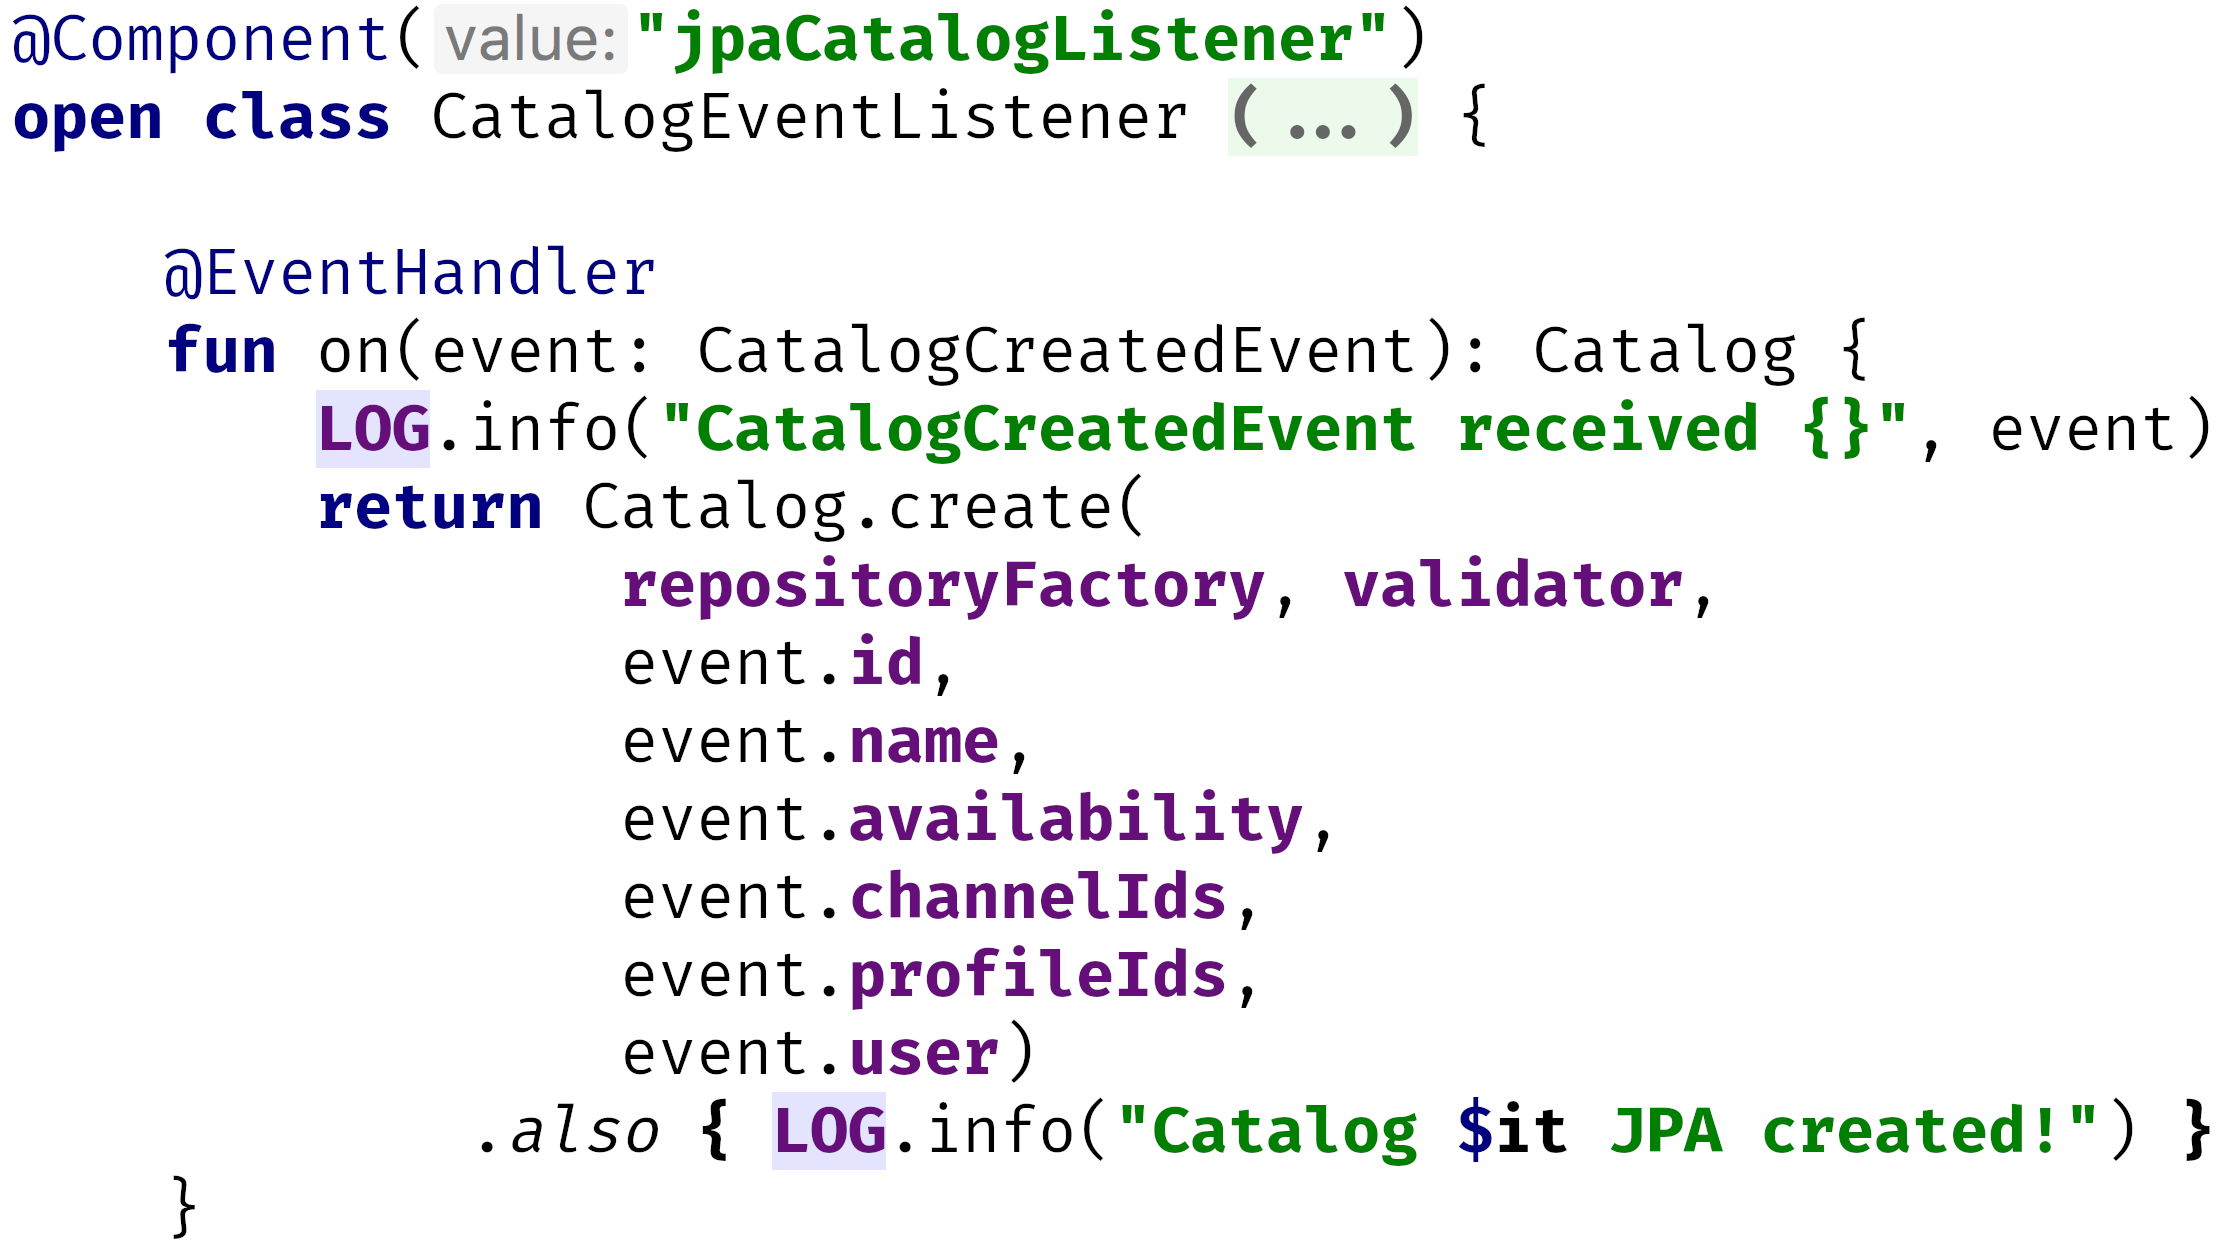 @Component( value: "jpaCatalogListener")
open class CatalogEventListener (...) {
@EventHandler
fun on(event: CatalogCreatedEvent): Catalog {
LOG.info("CatalogCreatedEvent received {}", event)
return Catalog.create(
repositoryFactory, validator,
event.id,
event.name,
event.availability,
event.channelIds,
event.profileIds,
event.user)
.also { LOG.info("Catalog $it JPA created!") }
}